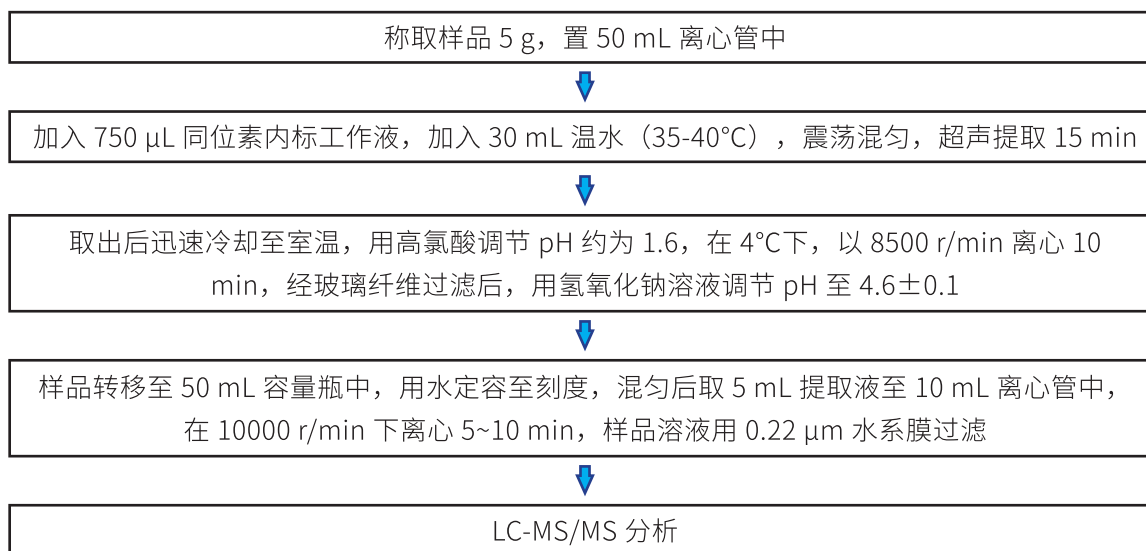 称取样品 5 g，置 50 mL 离心管中
加入 750 μL 同位素内标工作液，加入 30 mL 温水（35-40°C），震荡混匀，超声提取 15 min
取出后迅速冷却至室温，用高氯酸调节 pH 约为 1.6，在 4°C下，以 8500 r/min 离心 10
min，经玻璃纤维过滤后，用氢氧化钠溶液调节 pH 至 4.6±0.1
样品转移至 50 mL 容量瓶中，用水定容至刻度，混匀后取 5 mL 提取液至 10 mL 离心管中，
在 10000 r/min 下离心 5~10 min，样品溶液用 0.22 μm 水系膜过滤
LC-MS/MS 分析